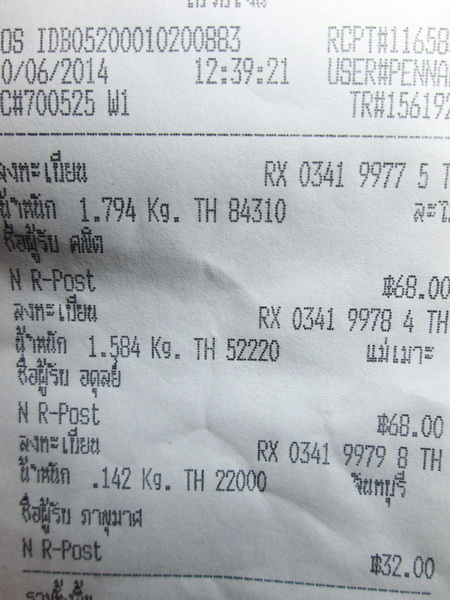 OS IDB05200010200883 RCPT#11658
0/06/2014 12:39:21 USER#PENNA
C#700525 W1 TR#156192
ลงทะเบียน RX 0341 9977 5 T
น้ำหนัก 1.794 Kg. TH 84310
ชื่อผู้รับ คณิต
N R-Post ฿68.00
ลงทะเบียน RX 0341 9978 4 TH
น้ำหนัก 1.584 Kg. TH 52220 แม่เมาะ
ชื่อผู้รับ อดุลย์
N R-Post ฿68.00
ลงทะเบียน RX 0341 9979 8 TH
น้ำหนัก .142 Kg. TH 22000 จันทบุรี
ชื่อผู้รับ ภาณุมาศ
N R-Post ฿32.00